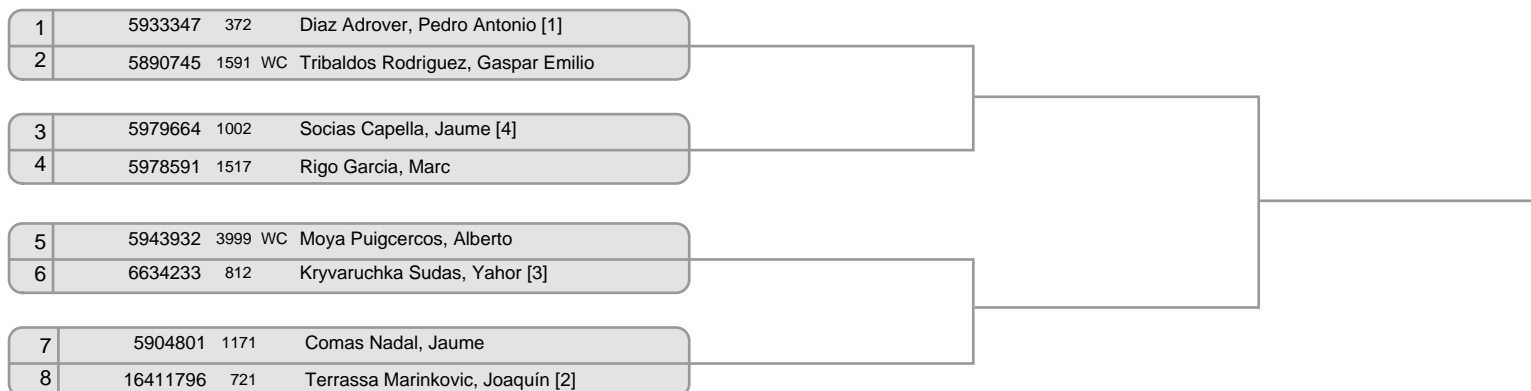 1 5933347 372 Diaz Adrover, Pedro Antonio [1]
2 5890745 1591 WC Tribaldos Rodriguez, Gaspar Emilio
3 5979664 1002 Socias Capella, Jaume [4]
4 5978591 1517 Rigo Garcia, Marc
5 5943932 3999 WC Moya Puigcercos, Alberto
6 6634233 812 Kryvaruchka Sudas, Yahor [3]
7 5904801 1171 Comas Nadal, Jaume
8 16411796 721 Terrassa Marinkovic, Joaquín [2]